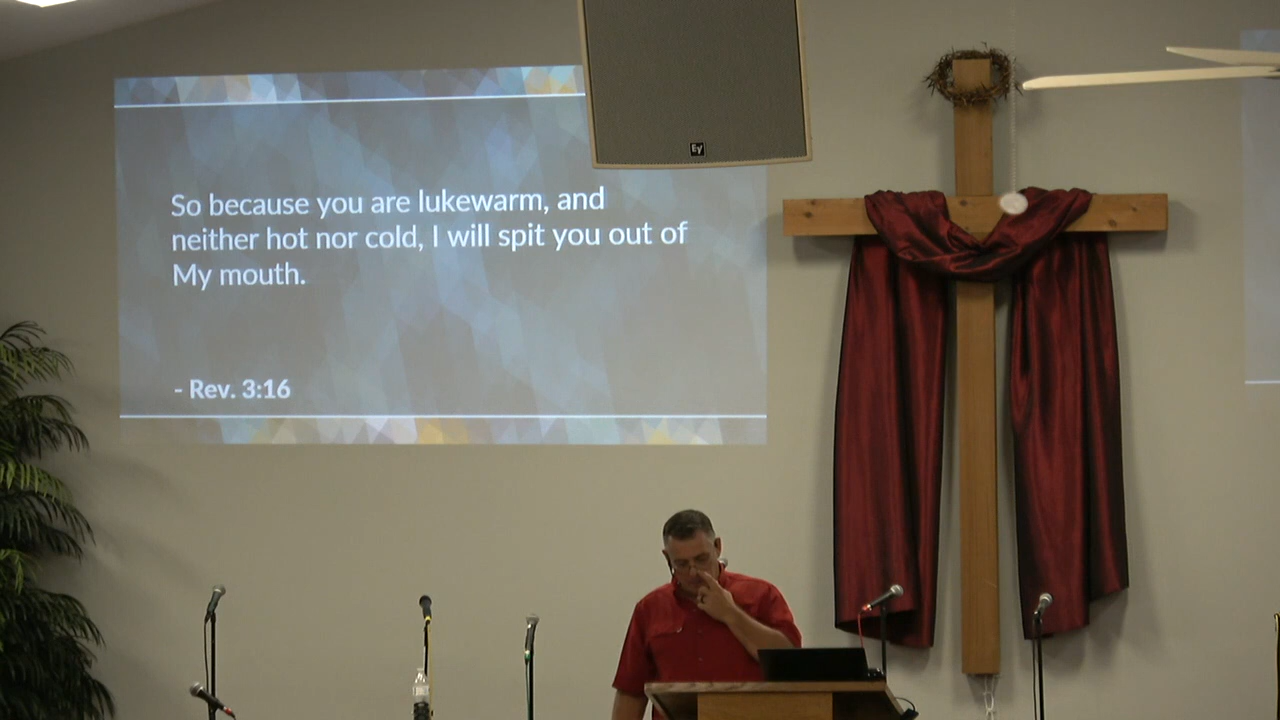 EV
So because you are lukewarm, and
neither hot nor cold, I will spit you out of
My mouth.
- Rev. 3:16